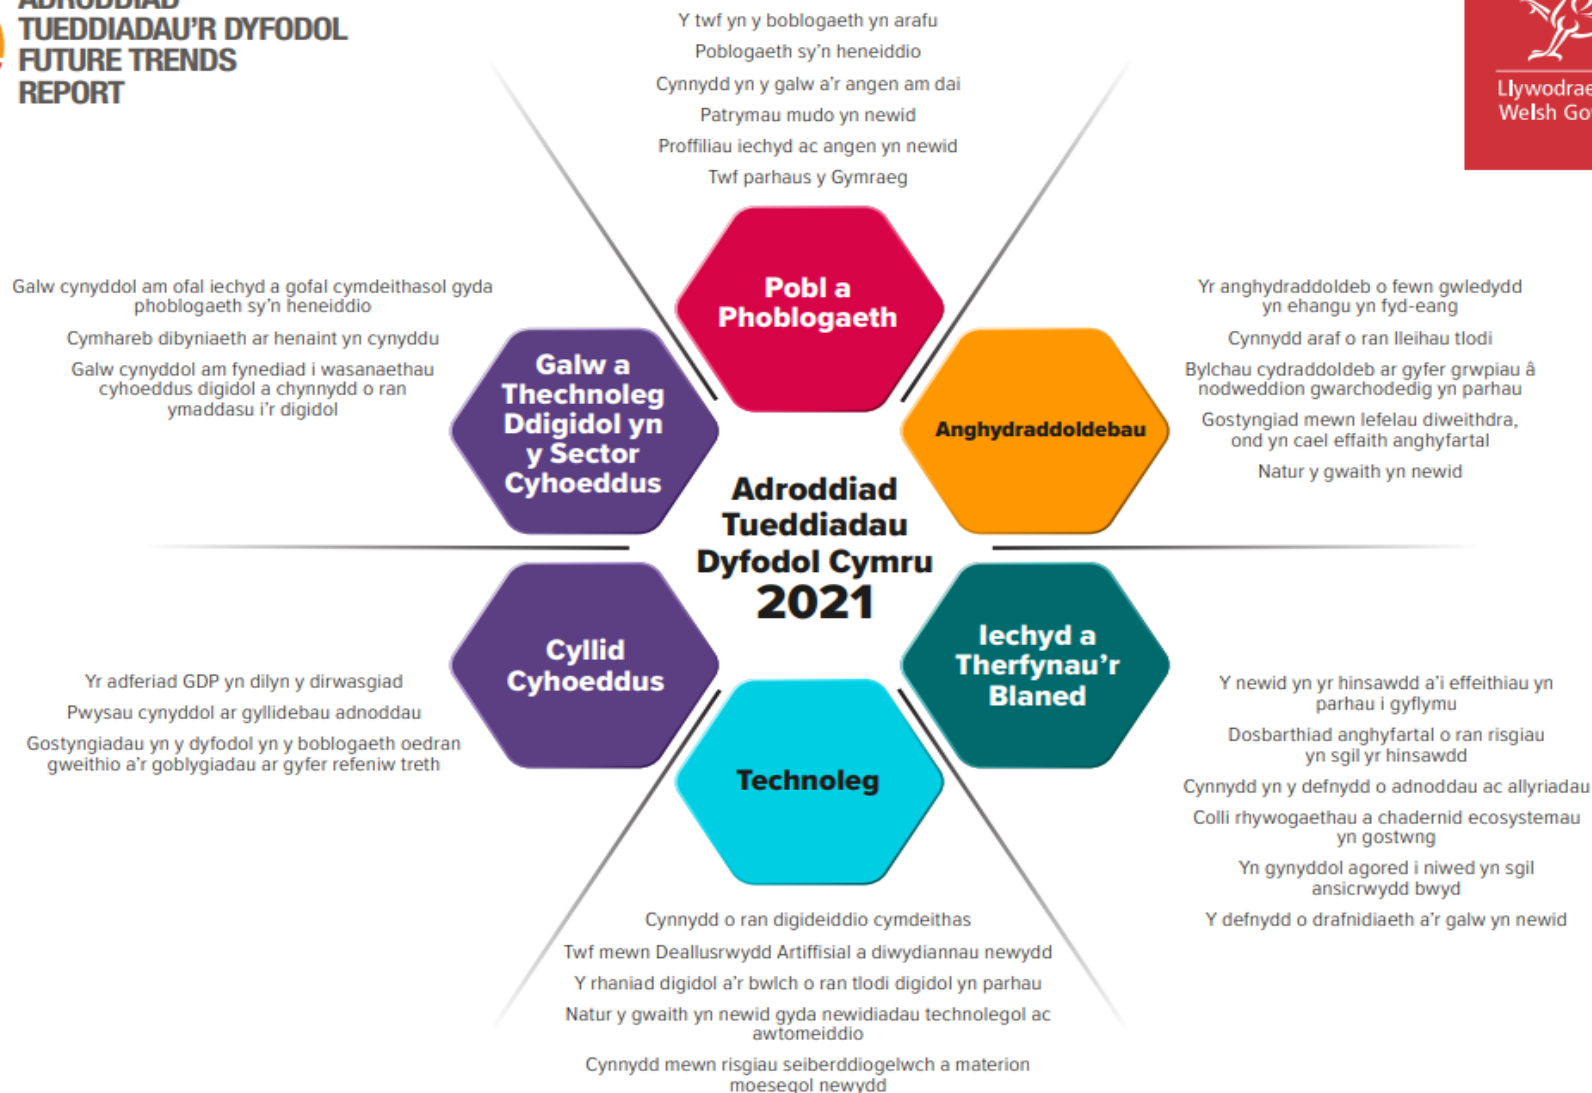 ADRODDIAD
TUEDDIADAU'R DYFODOL
FUTURE TRENDS
REPORT
Welsh
Y twf yn y boblogaeth yn arafu
Poblogaeth sy'n heneiddio
Cynnydd yn y galw a'r angen am dai
Patrymau mudo yn newid
Proffiliau iechyd ac angen yn newid
Twf parhaus y Gymraeg
Pobl a
Phoblogaeth
Yr anghydraddoldeb o fewn gwledydd
yn ehangu yn fyd-eang
Cynnydd araf o ran lleihau tlodi
Bylchau cydraddoldeb ar gyfer grwpiau â
nodweddion gwarchodedig yn parhau
Gostyngiad mewn lefelau diweithdra,
ond yn cael effaith anghyfartal
Natur y gwaith yn newid
Anghydraddoldebau
Galw cynyddol am ofal iechyd a gofal cymdeithasol gyda
phoblogaeth sy'n heneiddio
Cymhareb dibyniaeth ar henaint yn cynyddu
Galw cynyddol am fynediad i wasanaethau
cyhoeddus digidol a chynnydd o ran
ymaddasu i'r digidol
Galw a
Thechnoleg
Ddigidol yn
y Sector
Cyhoeddus
Adroddiad
Tueddiadau
Dyfodol Cymru
2021
Cyllid
Cyhoeddus
Yr adferiad GDP yn dilyn y dirwasgiad
Pwysau cynyddol ar gyllidebau adnoddau
Gostyngiadau yn y dyfodol yn y boblogaeth oedran
gweithio a'r goblygiadau ar gyfer refeniw treth
Iechyd a
Therfynau'r
Blaned
Y newid yn yr hinsawdd a'i effeithiau yn
parhau i gyflymu
Dosbarthiad anghyfartal o ran risgiau
yn sgil yr hinsawdd
Cynnydd yn y defnydd o adnoddau ac allyriadau
Colli rhywogaethau a chadernid ecosystemau
yn gostwng
Yn gynyddol agored i niwed yn sgil
ansicrwydd bwyd
Y defnydd o drafnidiaeth a'r galw yn newid
Technoleg
Cynnydd o ran digideiddio cymdeithas
Twf mewn Deallusrwydd Artiffisial a diwydiannau newydd
Y rhaniad digidol a'r bwlch o ran tlodi digidol yn parhau
Natur y gwaith yn newid gyda newidiadau technolegol ac
awtomeiddio
Cynnydd mewn risgiau seiberddiogelwch a materion
moesegol newydd